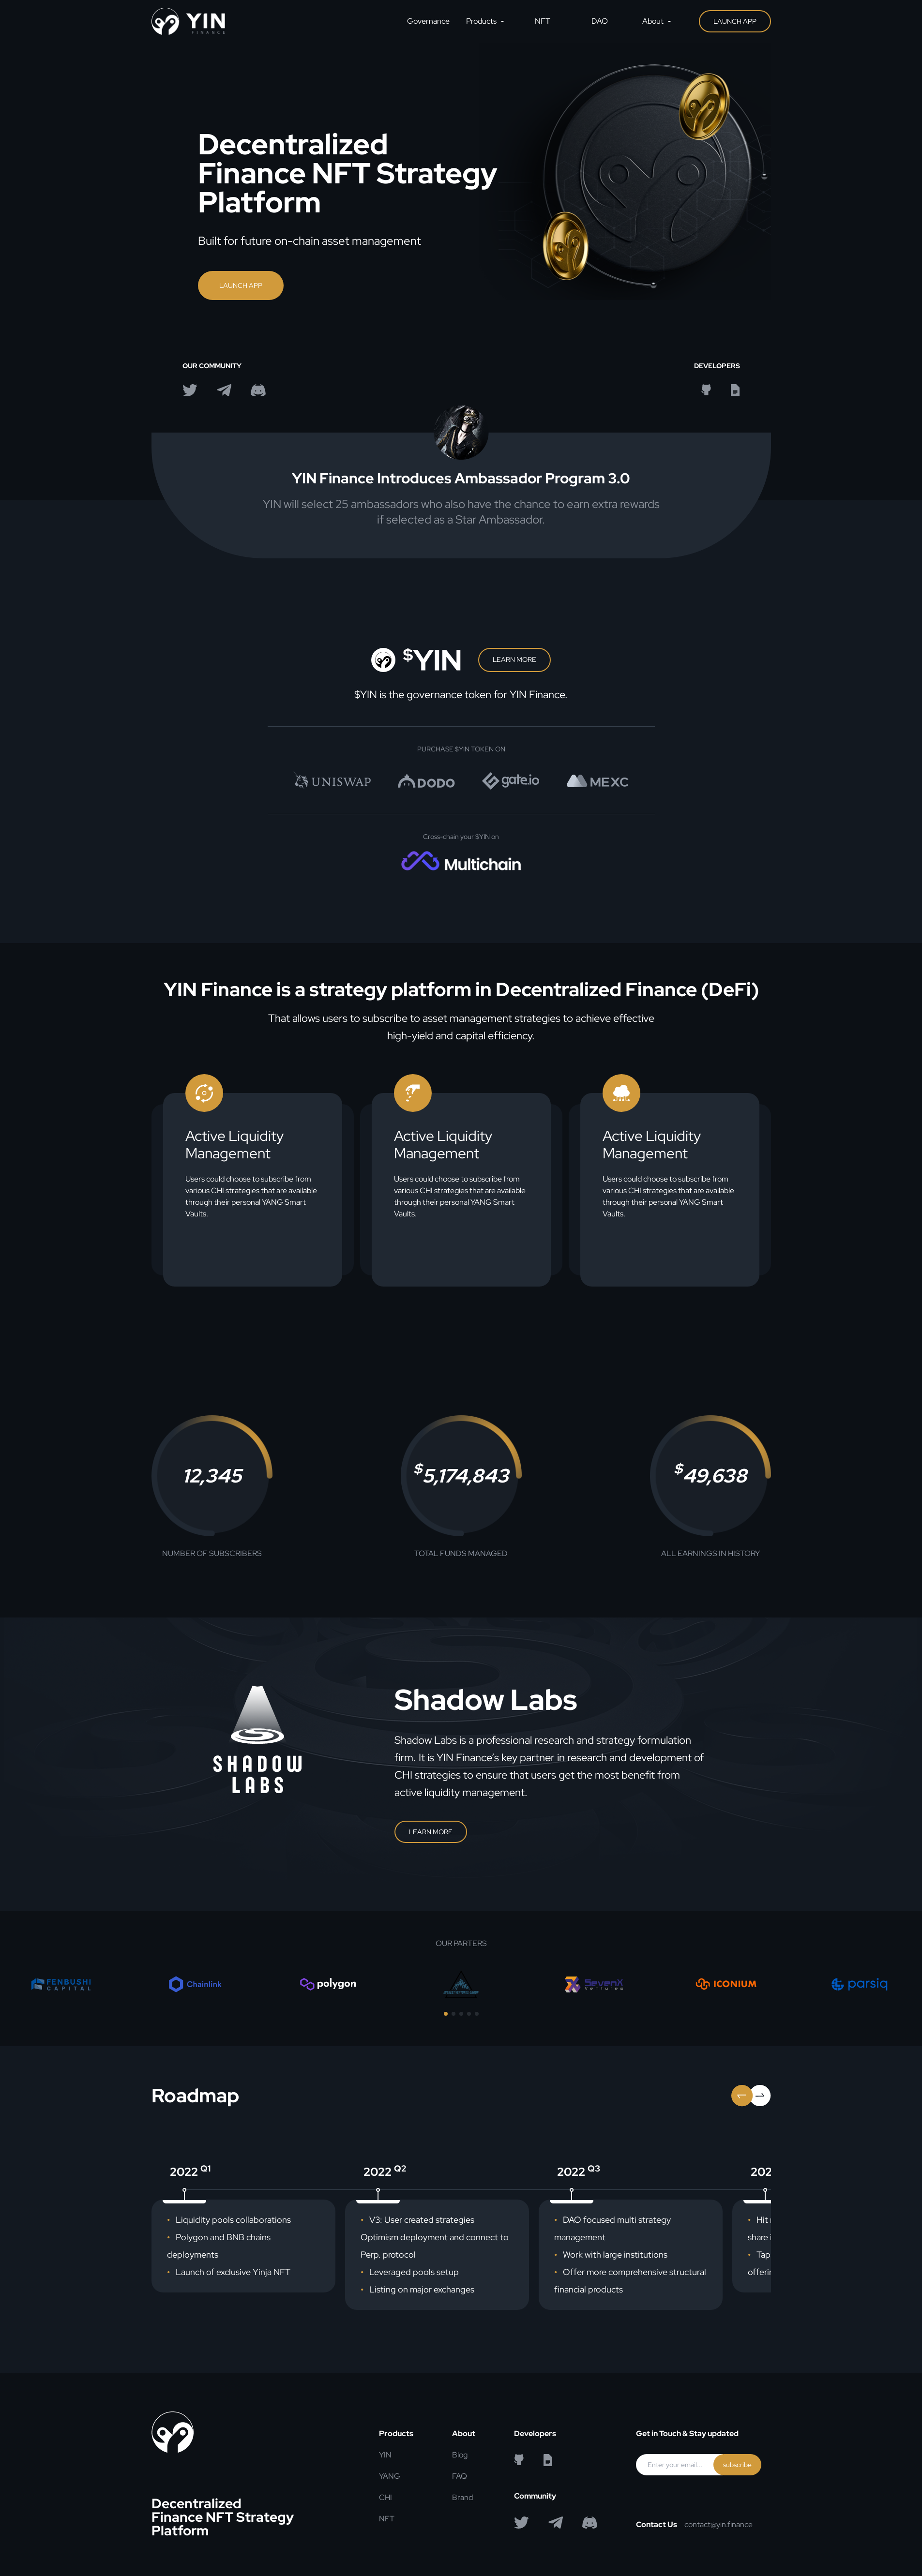 YIN
FINANCE
Governance
Products
NFT
DAO
About
LAUNCH APP
Decentralized
Finance NFT Strategy
Platform
Built for future on-chain asset management
LAUNCH APP
OUR COMMUNITY
DEVELOPERS
YIN Finance Introduces Ambassador Program 3.0
YIN will select 25 ambassadors who also have the chance to earn extra rewards
if selected as a Star Ambassador.
$YIN
LEARN MORE
$YIN is the governance token for YIN Finance.
PURCHASE $YIN TOKEN ON
UNISWAP
DODO
gate.io
MEXC
Cross-chain your $YIN on
Multichain
YIN Finance is a strategy platform in Decentralized Finance (DeFi)
That allows users to subscribe to asset management strategies to achieve effective
high-yield and capital efficiency.
Active Liquidity
Management
Users could choose to subscribe from
various CHI strategies that are available
through their personal YANG Smart
Vaults.
Active Liquidity
Management
Users could choose to subscribe from
various CHI strategies that are available
through their personal YANG Smart
Vaults.
Active Liquidity
Management
Users could choose to subscribe from
various CHI strategies that are available
through their personal YANG Smart
Vaults.
12,345
NUMBER OF SUBSCRIBERS
$5,174,843
TOTAL FUNDS MANAGED
$49,638
ALL EARNINGS IN HISTORY
SHADOW
LABS
Shadow Labs
Shadow Labs is a professional research and strategy formulation
firm. It is YIN Finance's key partner in research and development of
CHI strategies to ensure that users get the most benefit from
active liquidity management.
LEARN MORE
OUR PARTERS
FENBUSHI
CAPITAL
Chainlink
polygon
SevenX
ventures
ICONIUM
parsiq
Roadmap
2022 Q1
• Liquidity pools collaborations
• Polygon and BNB chains
deployments
• Launch of exclusive Yinja NFT
2022 Q2
• V3: User created strategies
Optimism deployment and connect to
Perp. protocol
• Leveraged pools setup
• Listing on major exchanges
2022 Q3
• DAO focused multi strategy
management
• Work with large institutions
• Offer more comprehensive structural
financial products
202
• Hit
share
• Tap
Decentralized
Finance NFT Strategy
Platform
Products
YIN
YANG
CHI
NFT
About
Blog
FAQ
Brand
Developers
Community
Get in Touch & Stay updated
Enter your email...
subscribe
Contact Us contact@yin.finance